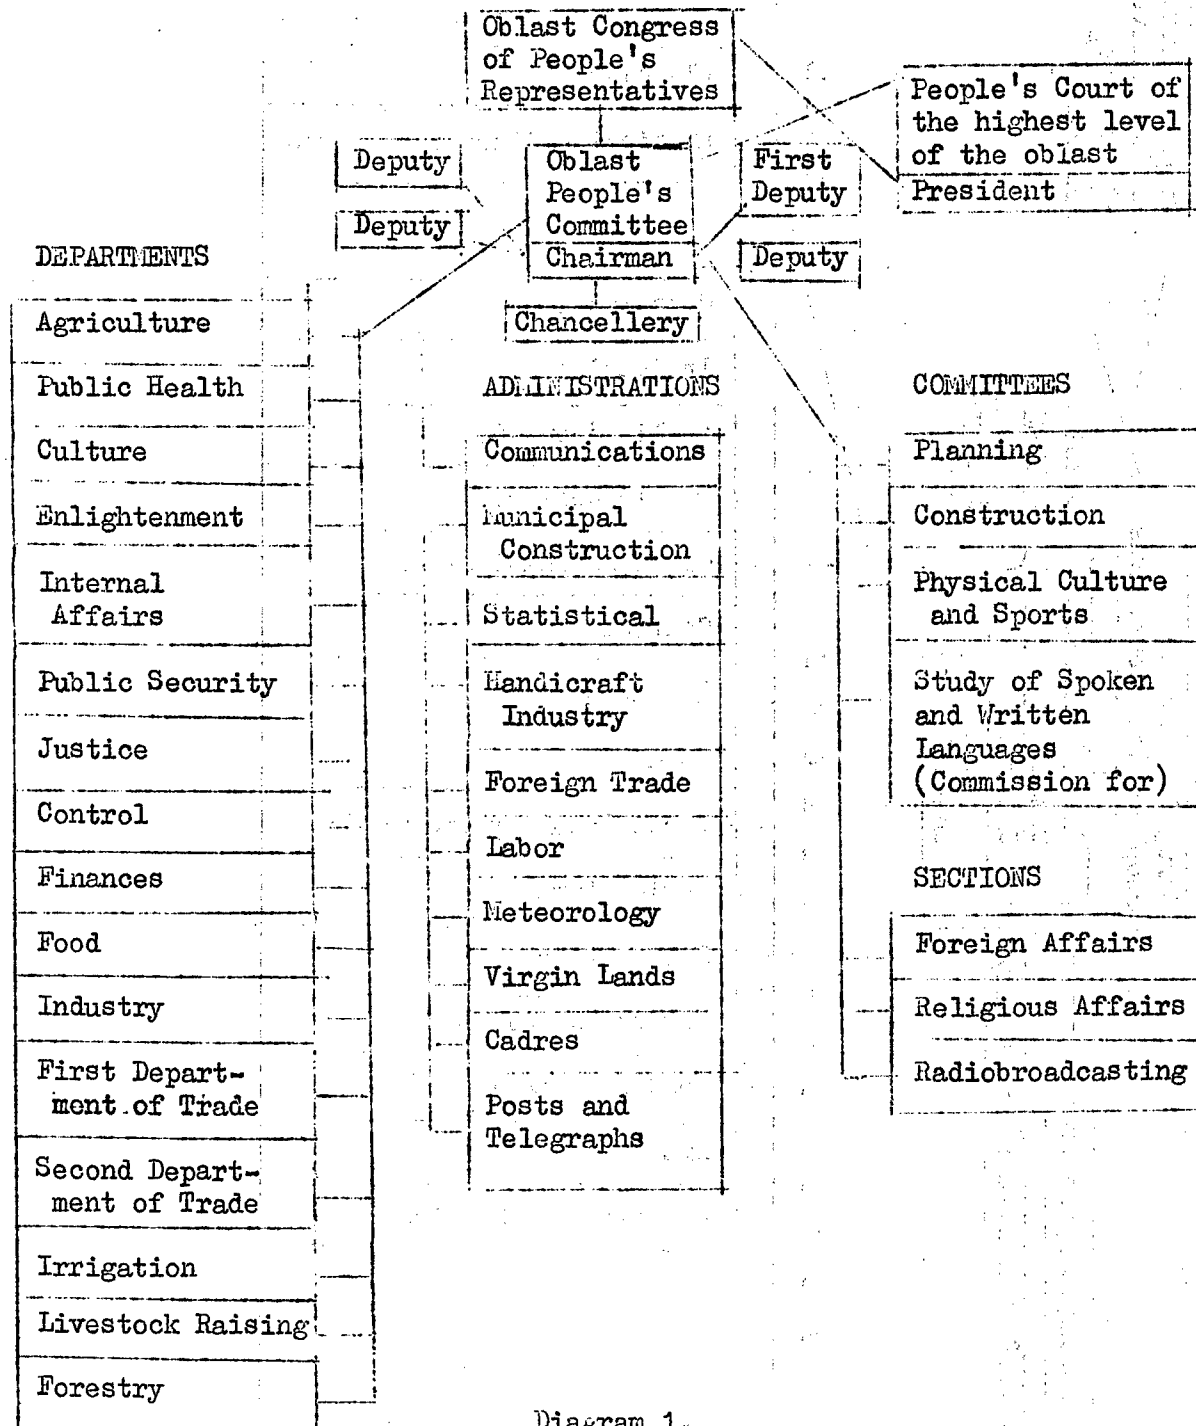 Oblast Congress
of People's
Representatives
People's Court of
the highest level
of the oblast
President
Deputy
Deputy
Oblast
People's
Committee
Chairman
First
Deputy
Deputy
Chancellery
DEPARTMENTS
Agriculture
Public Health
Culture
Enlightenment
Internal
Affairs
Public Security
Justice
Control
Finances
Food
Industry
First Depart-
ment of Trade
Second Depart-
ment of Trade
Irrigation
Livestock Raising
Forestry
ADMINISTRATIONS
Communications
Municipal
Construction
Statistical
Handicraft
Industry
Foreign Trade
Labor
Meteorology
Virgin Lands
Cadres
Posts and
Telegraphs
COMMITTEES
Planning
Construction
Physical Culture
and Sports
Study of Spoken
and Written
Languages
(Commission for)
SECTIONS
Foreign Affairs
Religious Affairs
Radiobroadcasting
Diagram 1.